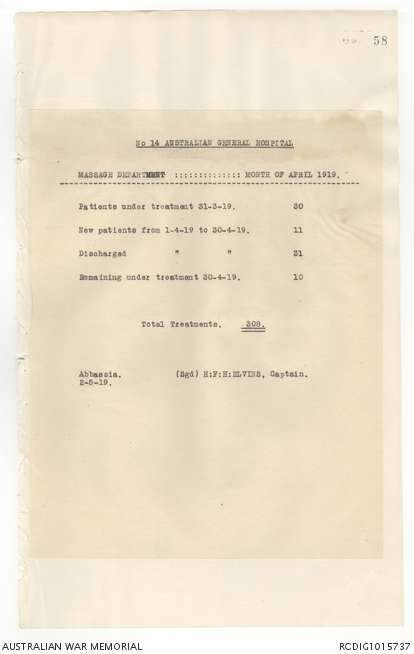 58
No 14 AUSTRALIAN GENERAL HOSPITAL
MASSAGE DEPARTMENT :::::::::::::: MONTH OF APRIL 1919.
Patients under treatment 31-3-19. 30
New patients from 1-4-19 to 30-4-19. 11
Discharged " " 31
Remaining under treatment 30-4-19. 10
Total Treatments. 308.
Abbassia. (Sgd) H:F:H:ELVINS, Captain.
2-5-19.
AUSTRALIAN WAR MEMORIAL RCDIG1015737